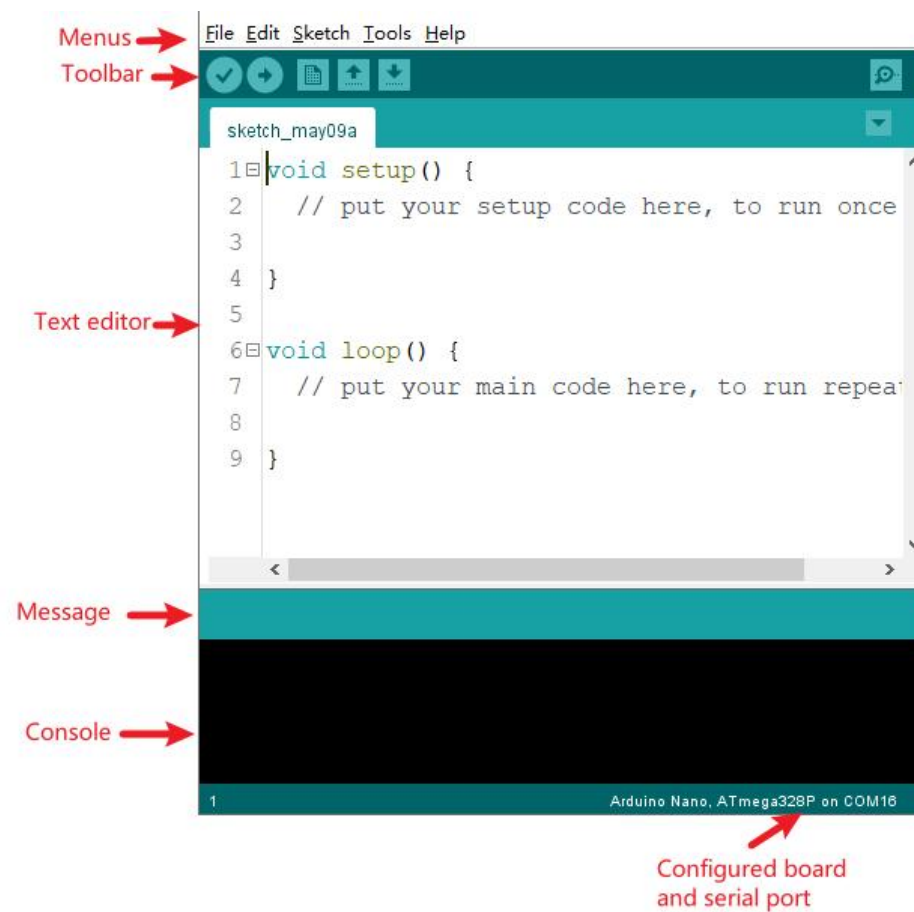 Menus
File Edit Sketch Tools Help
Toolbar
sketch_may09a
1 void setup() {
2 // put your setup code here, to run once
3
4 }
5
Text editor
6 void loop() {
7 // put your main code here, to run repeat
8
9 }
Message
Console
1 Arduino Nano, ATmega328P on COM16
Configured board
and serial port